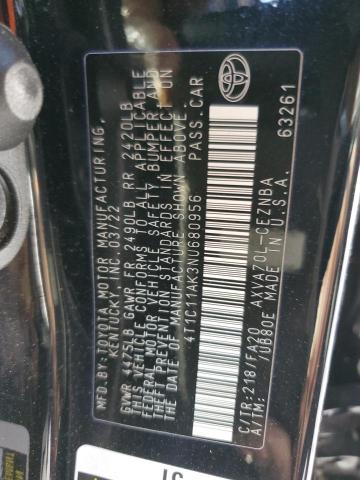 MFD.BY:TOYOTA MOTOR MANUFACTURING,
KENTUCKY, INC. 03/22
GVWR 4475LB GAWR FR 2490LB RR 2420LB
THIS VEHICLE CONFORMS TO ALL APPLICABLE
FEDERAL MOTOR VEHICLE SAFETY BUMPER, AND
THEFT PREVENTION STANDARDS IN EFFECT ON
THE DATE OF MANUFACTURE SHOWN ABOVE.
4T1C11AK3NU680956 PASS.CAR
C/TR:218/FA20 AXVA70L-CEZNBA
A/TM: /UB80E MADE IN U.S.A.
63261